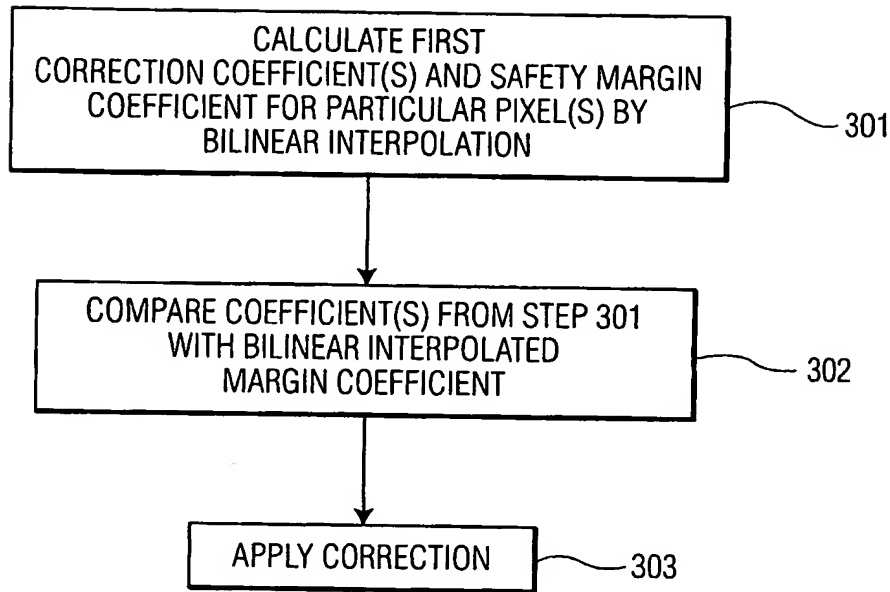 CALCULATE FIRST
CORRECTION COEFFICIENT(S) AND SAFETY MARGIN
COEFFICIENT FOR PARTICULAR PIXEL(S) BY
BILINEAR INTERPOLATION
301
COMPARE COEFFICIENT(S) FROM STEP 301
WITH BILINEAR INTERPOLATED
MARGIN COEFFICIENT
302
APPLY CORRECTION
303